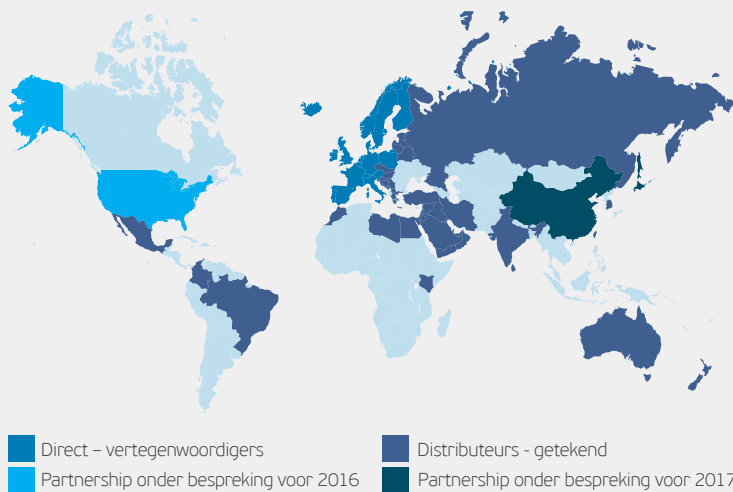 Direct – vertegenwoordigers
Distributeurs - getekend
Partnership onder bespreking voor 2016
Partnership onder bespreking voor 2017